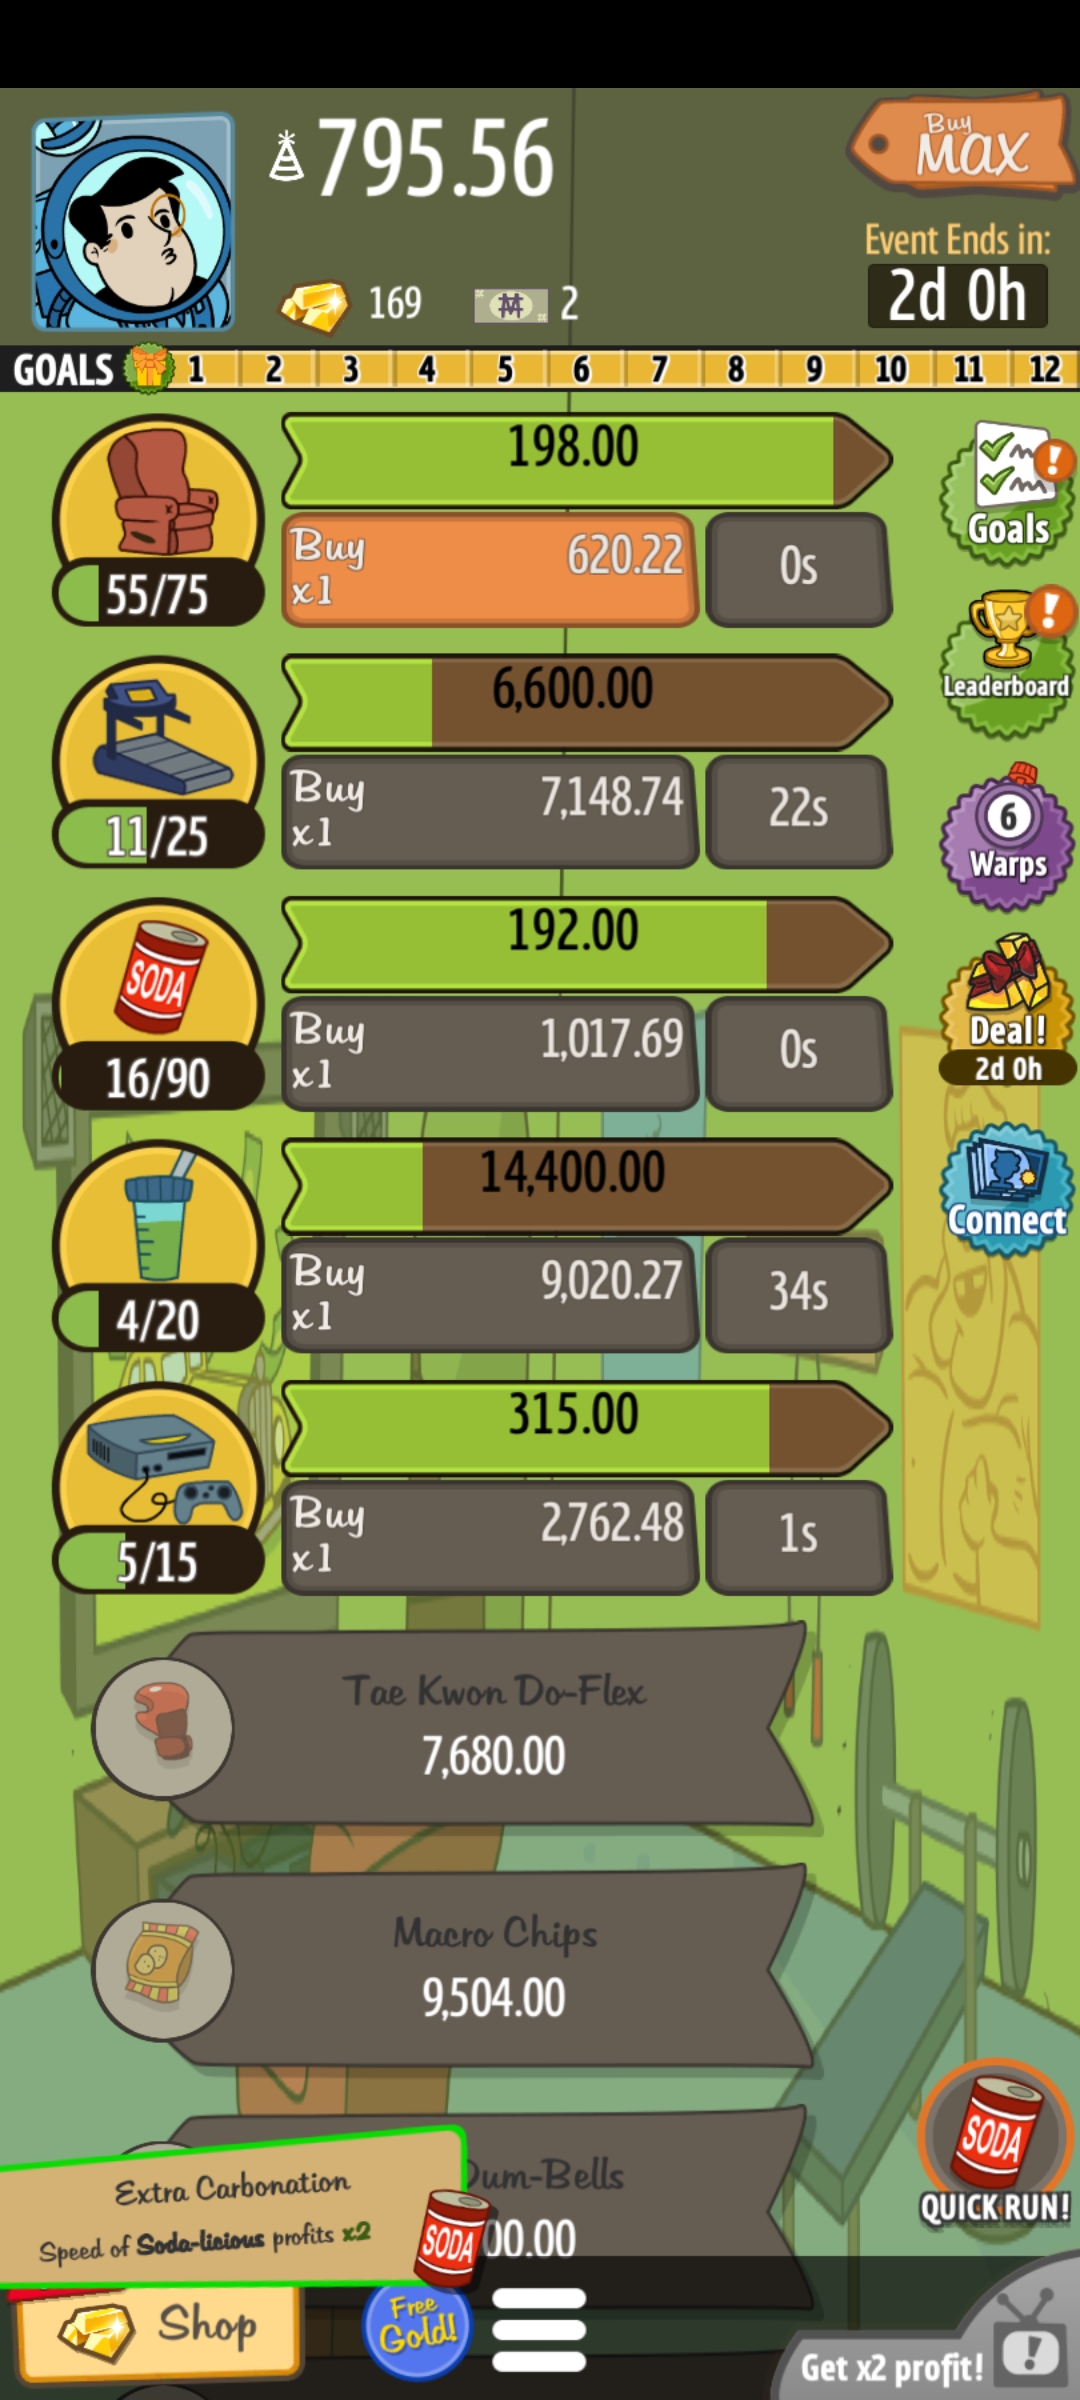 795.56
Buy
MAX
Event Ends in:
2d 0h
169
2
GOALS 1 2 3 4 5 6 7 8 9 10 11 12
198.00
Buy
x1
620.22
0s
55/75
Goals
6,600.00
Buy
x1
7,148.74
22s
11/25
Leaderboard
6
Warps
192.00
SODA
Buy
x1
1,017.69
0s
16/90
Deal!
2d 0h
14,400.00
Buy
x1
9,020.27
34s
4/20
Connect
315.00
Buy
x1
2,762.48
1s
5/15
Tae Kwon Do-Flex
7,680.00
Macro Chips
9,504.00
SODA
QUICK RUN!
Dum-Bells
00.00
Extra Carbonation
Speed of Soda-licious profits x2
SODA
Shop
Free
Gold!
Get x2 profit!